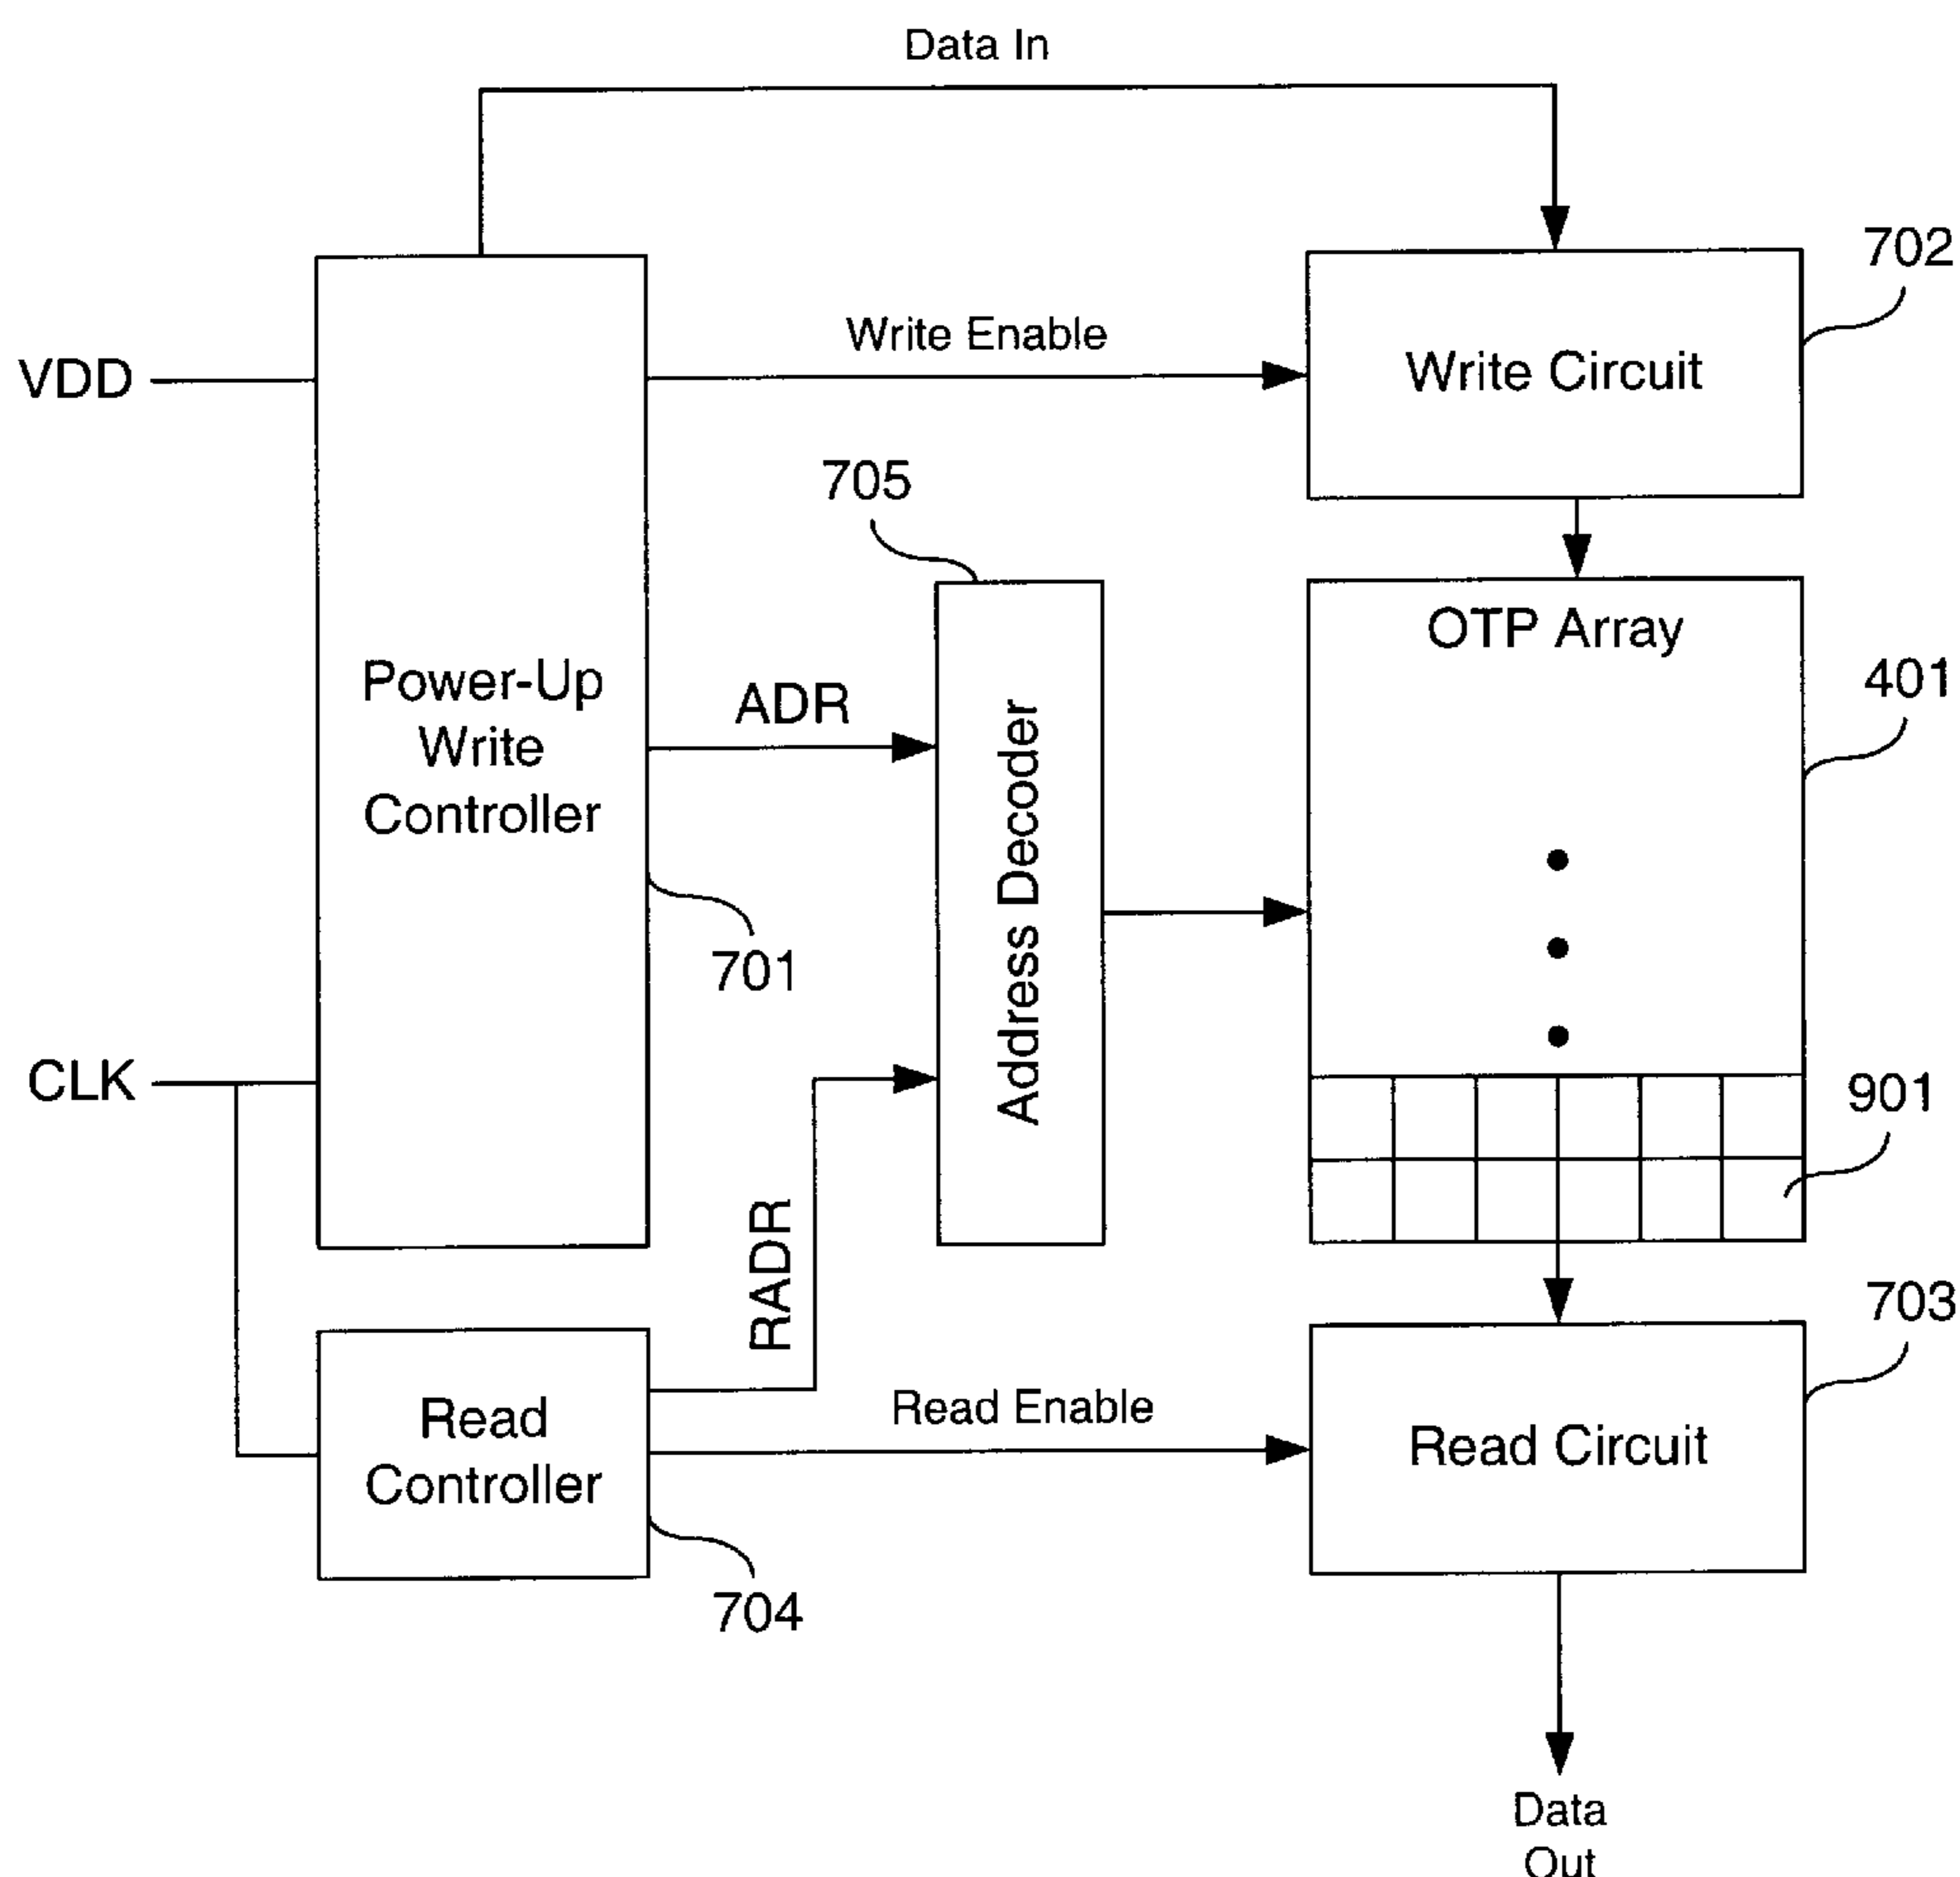 Data In
702
Write Enable
VDD
Write Circuit
705
OTP Array
401
Power-Up
Write
Controller
ADR
Address Decoder
701
CLK
901
RADR
703
Read
Controller
Read Enable
Read Circuit
704
Data
Out